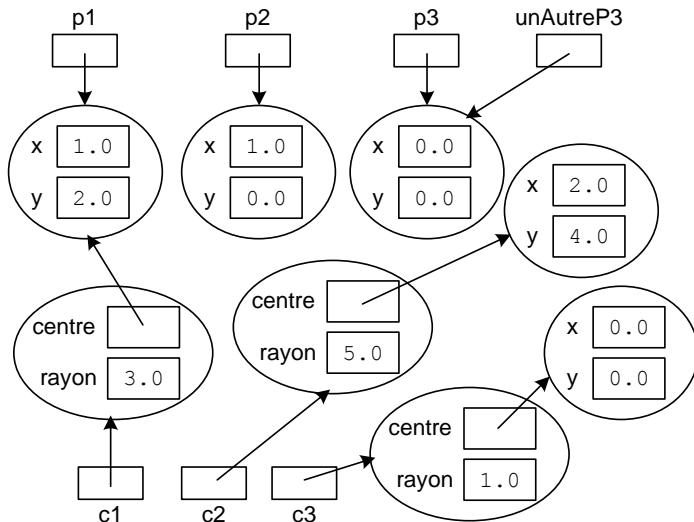 p1 p2 p3 unAutreP3
x 1.0 x 1.0 x 0.0
y 2.0 y 0.0 y 0.0
x 2.0
y 4.0
centre
rayon 3.0
centre
rayon 5.0
x 0.0
y 0.0
centre
rayon 1.0
c1 c2 c3